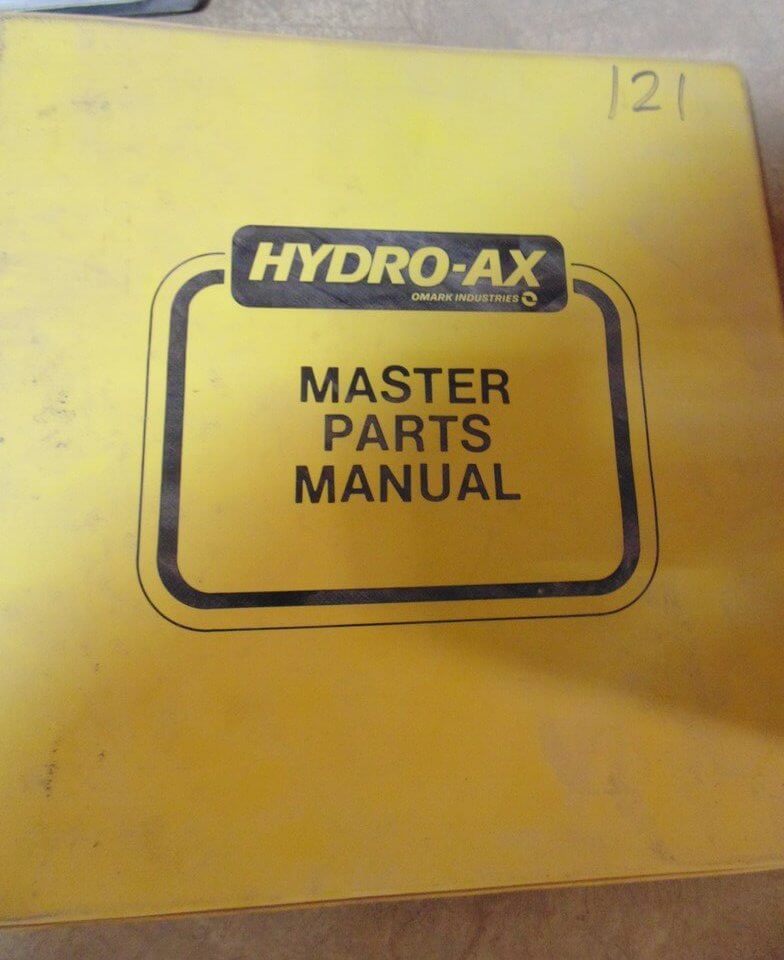 121
HYDRO-AX
OMARK INDUSTRIES
MASTER
PARTS
MANUAL